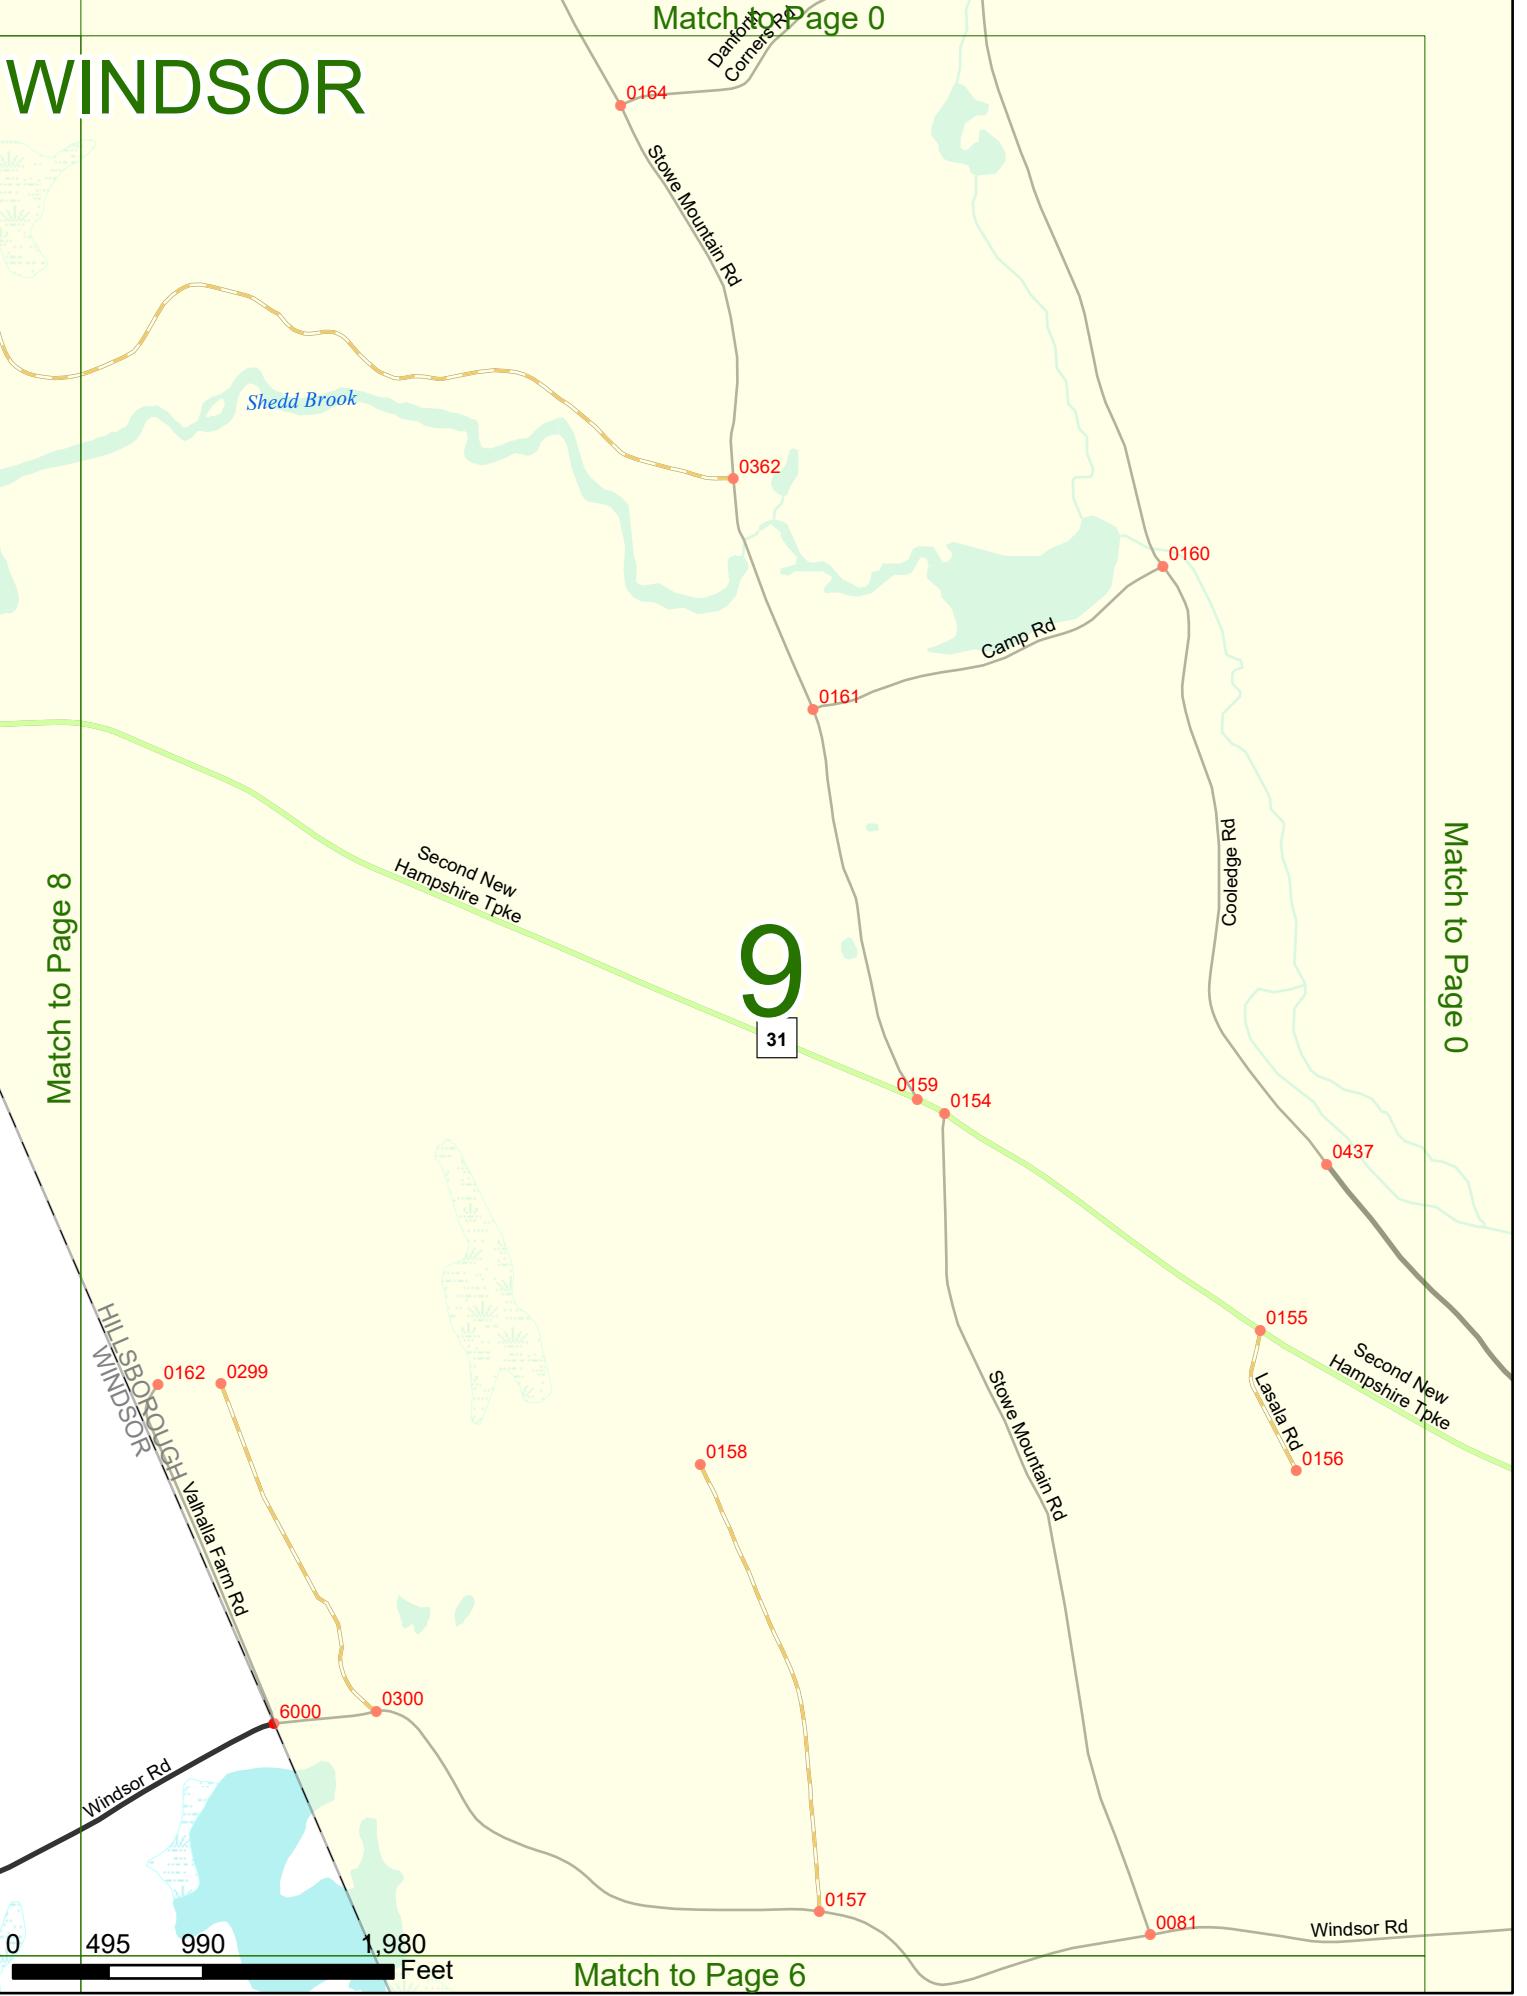 Match to Page 0
Danforth
Corners Rd
WINDSOR
0164
Stowe Mountain Rd
Shedd Brook
0362
0160
Camp Rd
0161
Second New
Hampshire Tpke
Cooledge Rd
Match to Page 8
Match to Page 0
9
31
0159
0154
0437
HILLSBOROUGH
WINDSOR
0162
0299
0155
Second New
Hampshire Tpke
Lasala Rd
0156
0158
Stowe Mountain Rd
Valhalla Farm Rd
6000
0300
Windsor Rd
0157
0081
Windsor Rd
0 495 990 1,980
Feet
Match to Page 6